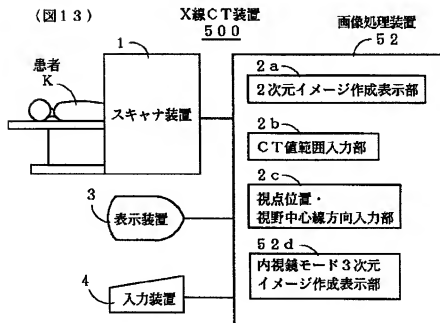 (図13)
X線CT装置
500
画像処理装置
52
1
患者
K
スキャナ装置
2a
2次元イメージ作成表示部
2b
CT値範囲入力部
2c
視点位置・
視野中心線方向入力部
3
表示装置
52d
内視鏡モード3次元
イメージ作成表示部
4
入力装置